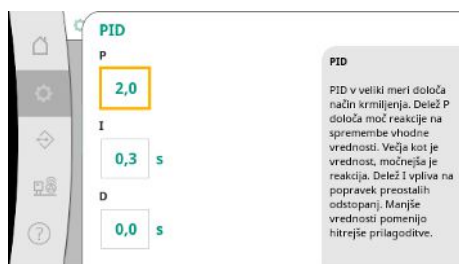 PID
P
2,0
I
0,3 s
D
0,0 s
PID
PID v veliki meri določa
način krmiljenja. Delež P
določa moč reakcije na
spremembe vhodne
vrednosti. Večja kot je
vrednost, močnejša je
reakcija. Delež I vpliva na
popravek preostalih
odstopanj. Manjše
vrednosti pomenijo
hitrejše prilagoditve.
?